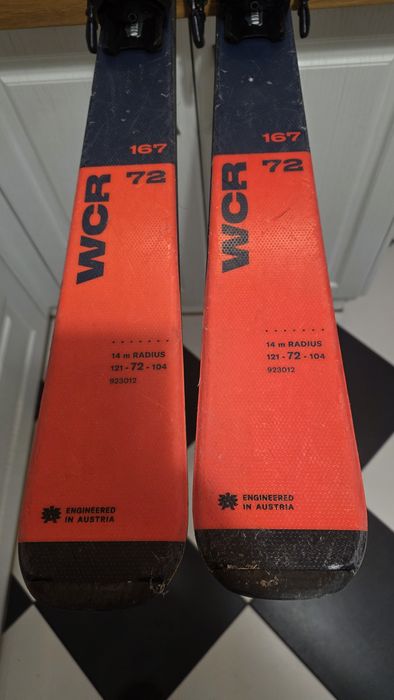 167
WCR 72
14 m RADIUS
121 - 72 - 104
923012
ENGINEERED
IN AUSTRIA
167
WCR 72
14 m RADIUS
121 - 72 - 104
923012
ENGINEERED
IN AUSTRIA